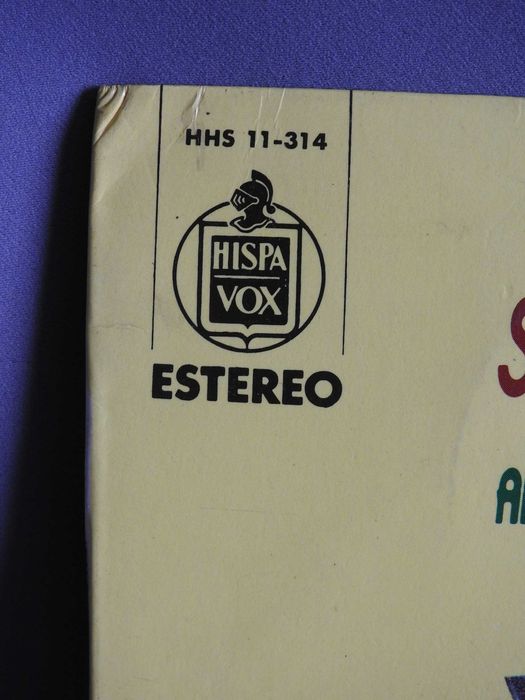 HHS 11-314
HISPA
VOX
ESTEREO